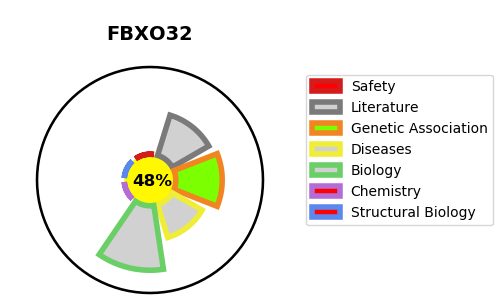 FBXO32
48%
Safety
Literature
Genetic Association
Diseases
Biology
Chemistry
Structural Biology